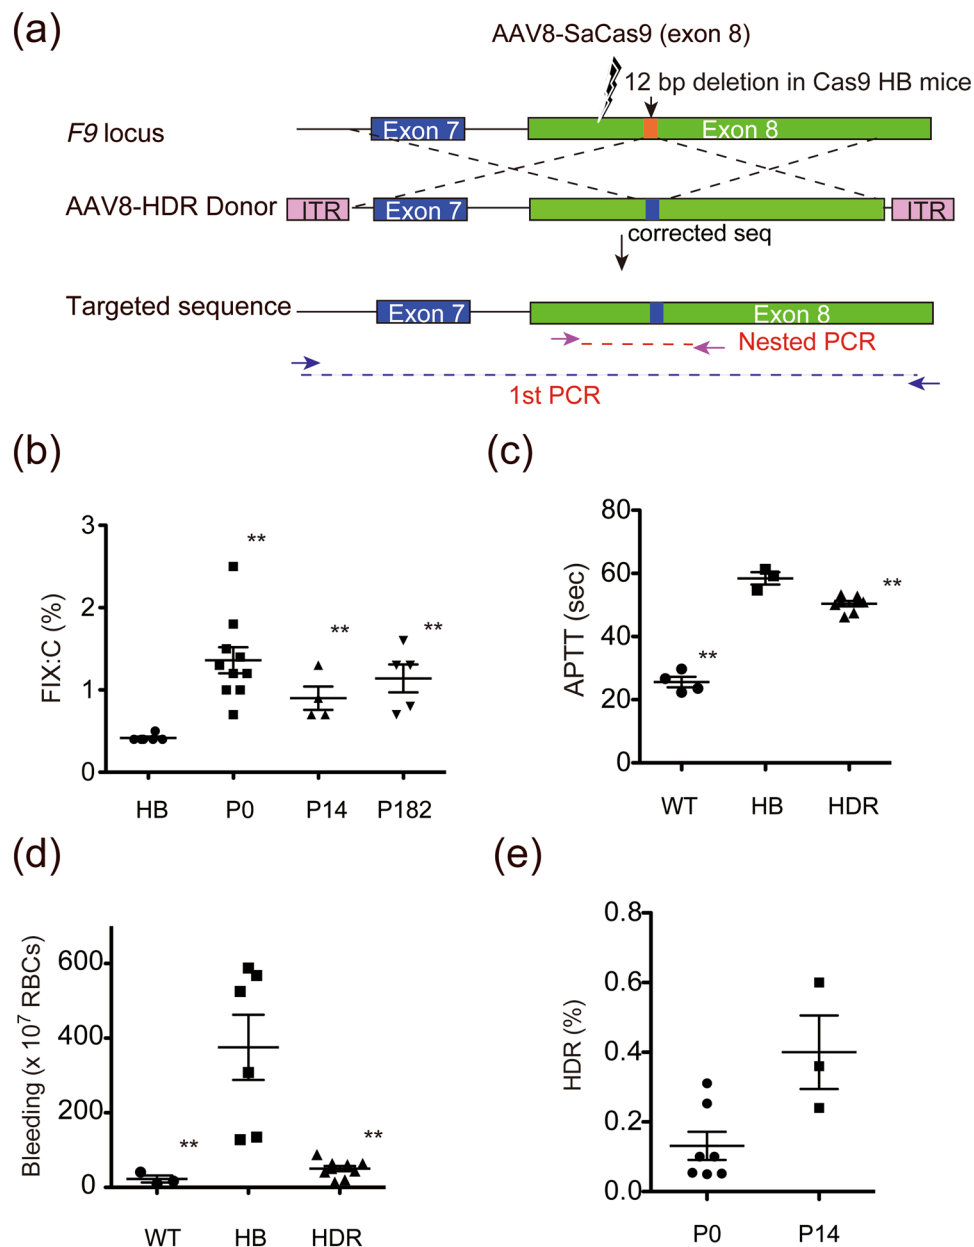 (a)
AAV8-SaCas9 (exon 8)
12 bp deletion in Cas9 HB mice
F9 locus
Exon 7
Exon 8
AAV8-HDR Donor
ITR
Exon 7
ITR
corrected seq
Targeted sequence
Exon 7
Exon 8
Nested PCR
1st PCR
(b)
FIX:C (%)
3
2
1
0
**
**
**
HB
P0
P14
P182
(c)
APTT (sec)
80
60
40
20
0
**
**
WT
HB
HDR
(d)
Bleeding (x 10⁷ RBCs)
600
400
200
0
**
**
WT
HB
HDR
(e)
HDR (%)
0.8
0.6
0.4
0.2
0.0
P0
P14